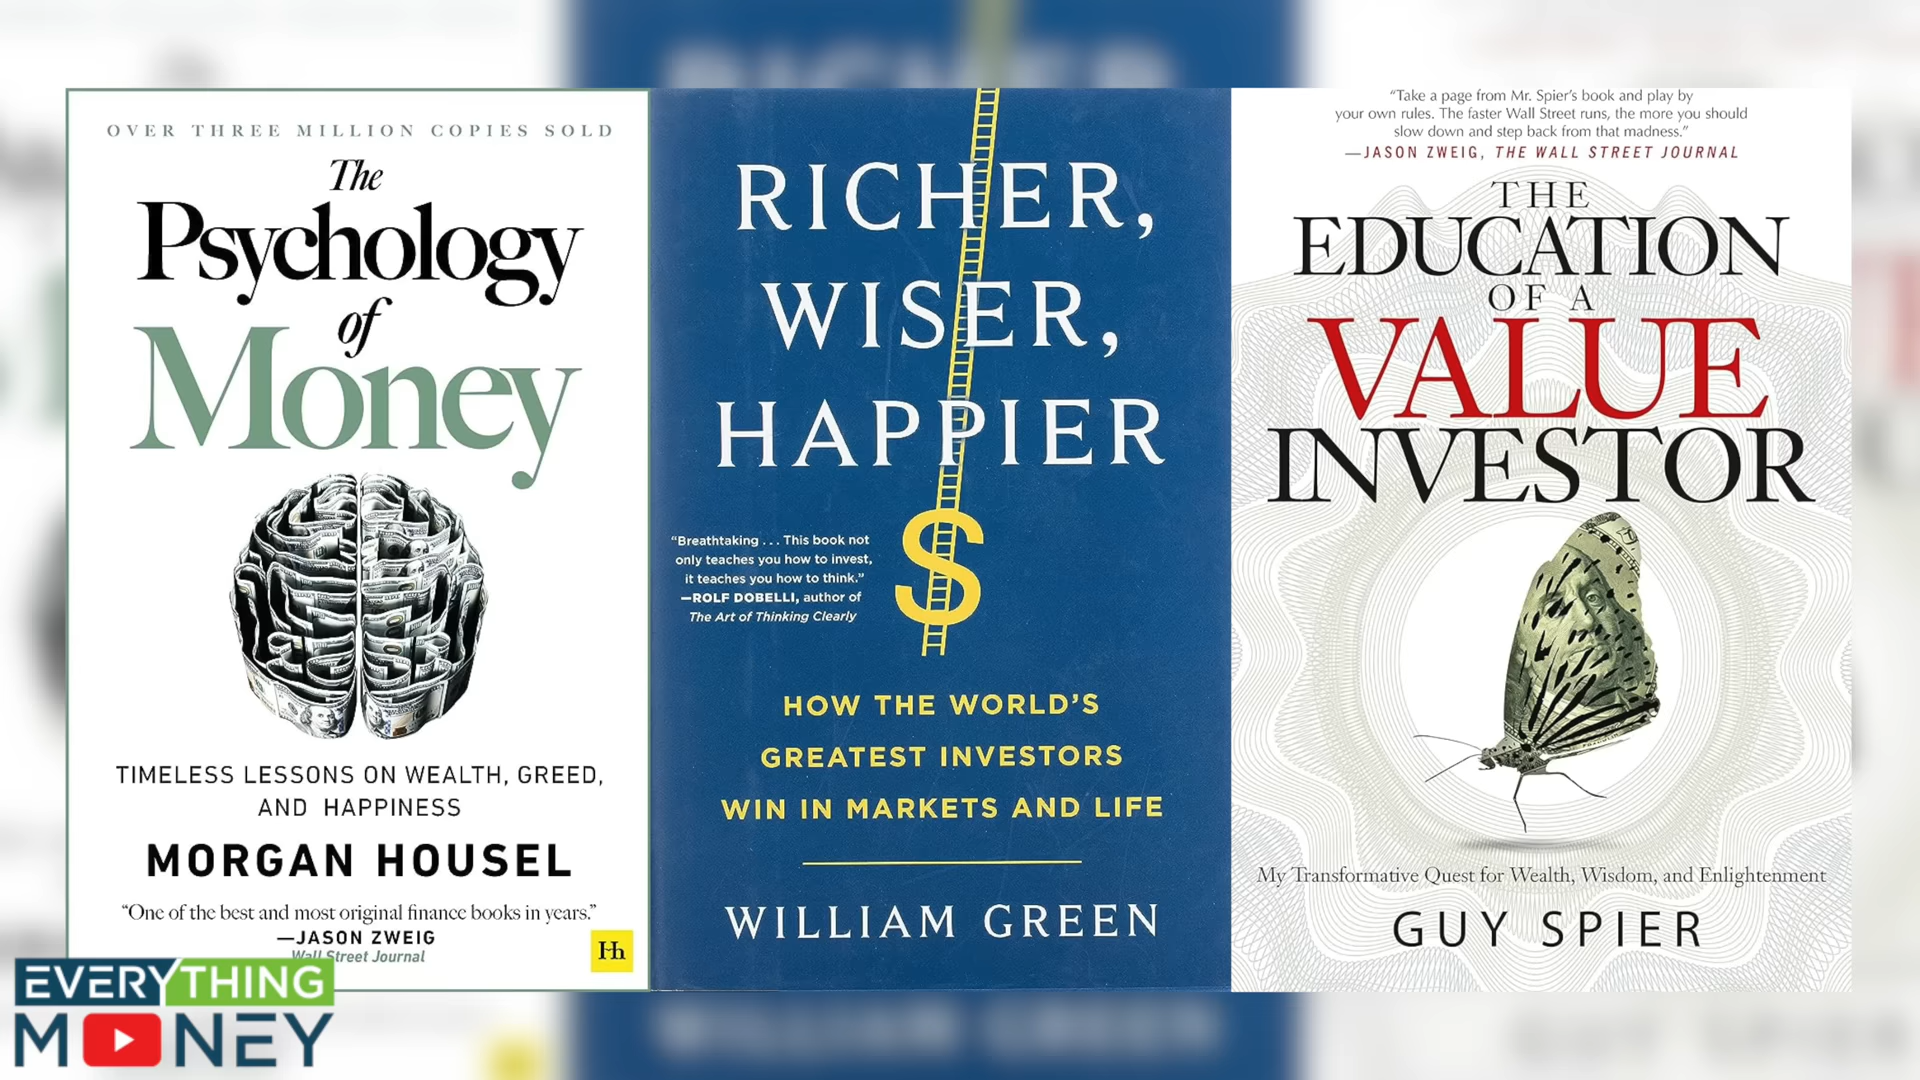 OVER THREE MILLION COPIES SOLD
The
Psychology
of
Money
TIMELESS LESSONS ON WEALTH, GREED,
AND HAPPINESS
MORGAN HOUSEL
“One of the best and most original finance books in years.”
—JASON ZWEIG
Wall Street Journal
Hh
RICHER,
WISER,
HAPPIER
$
“Breathtaking . . . This book not
only teaches you how to invest,
it teaches you how to think.”
—ROLF DOBELLI, author of
The Art of Thinking Clearly
HOW THE WORLD’S
GREATEST INVESTORS
WIN IN MARKETS AND LIFE
WILLIAM GREEN
“Take a page from Mr. Spier’s book and play by
your own rules. The faster Wall Street runs, the more you should
slow down and step back from that madness.”
—JASON ZWEIG, THE WALL STREET JOURNAL
THE
EDUCATION
OF A
VALUE
INVESTOR
My Transformative Quest for Wealth, Wisdom, and Enlightenment
GUY SPIER
EVERYTHING
MONEY